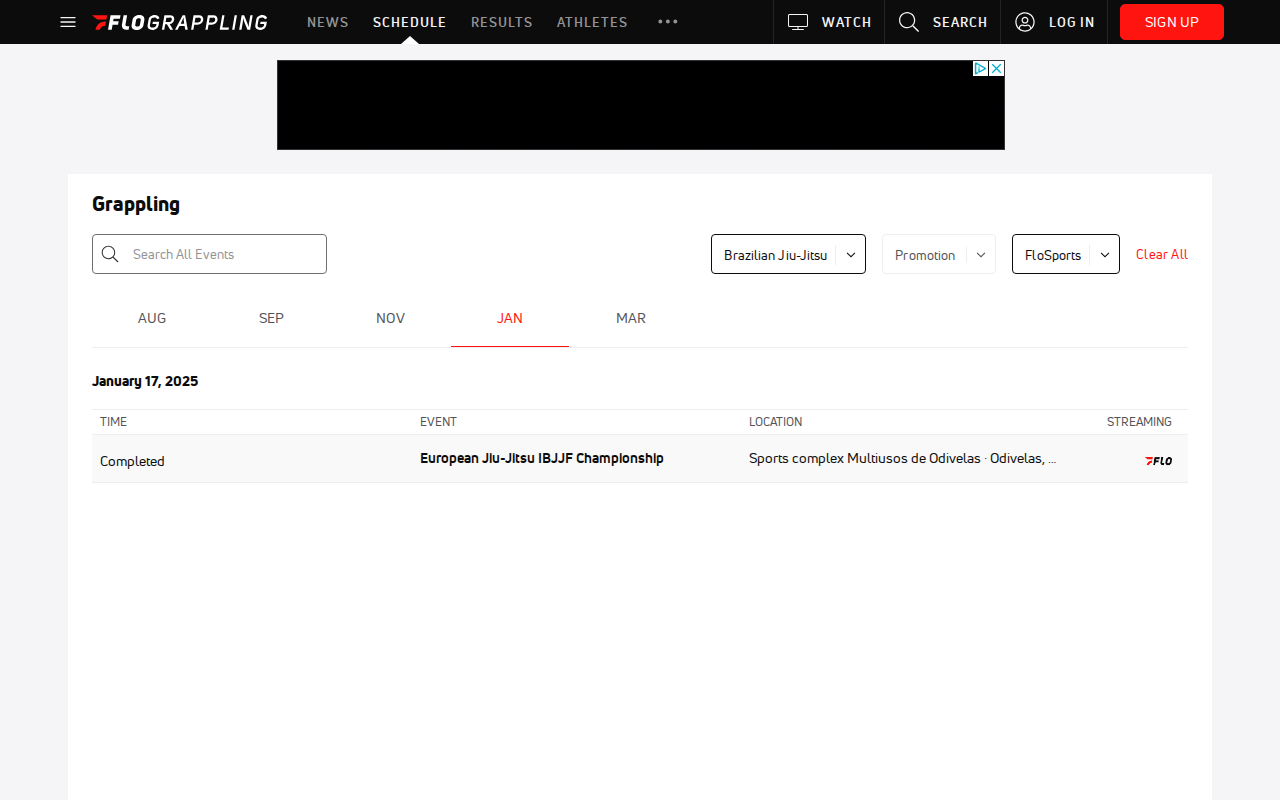 FLOGRAPPLING NEWS SCHEDULE RESULTS ATHLETES ••• WATCH SEARCH LOG IN SIGN UP
Grappling
Search All Events Brazilian Jiu-Jitsu Promotion FloSports Clear All
AUG SEP NOV JAN MAR
January 17, 2025
TIME EVENT LOCATION STREAMING
Completed European Jiu-Jitsu IBJJF Championship Sports complex Multiusos de Odivelas · Odivelas, ... FLO